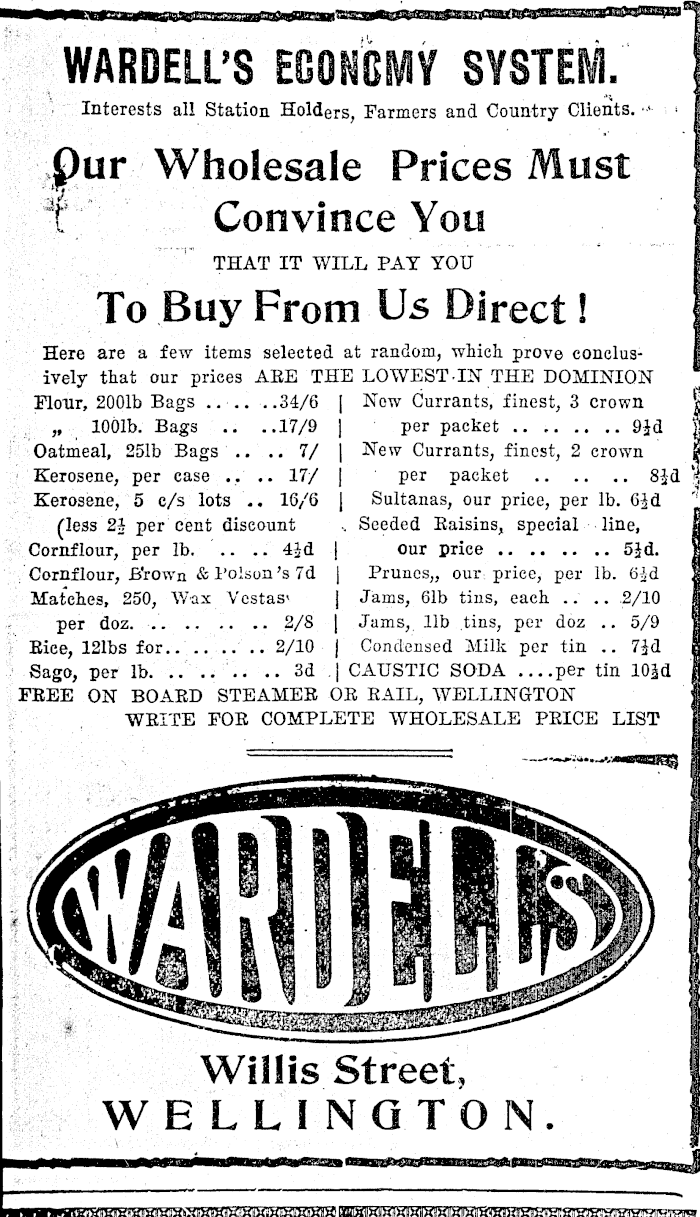 WARDELL'S ECONOMY SYSTEM.
Interests all Station Holders, Farmers and Country Clients.
Our Wholesale Prices Must
Convince You
THAT IT WILL PAY YOU
To Buy From Us Direct!
Here are a few items selected at random, which prove conclus-
ively that our prices ARE THE LOWEST IN THE DOMINION
Flour, 200lb Bags .. .. ..34/6
„ 100lb. Bags .. ..17/9
Oatmeal, 25lb Bags .. .. 7/
Kerosene, per case .. .. 17/
Kerosene, 5 c/s lots .. 16/6
(less 2½ per cent discount
Cornflour, per lb. .. .. 4½d
Cornflour, Brown & Polson's 7d
Matches, 250, Wax Vestas
per doz. .. .. .. .. .. 2/8
Rice, 12lbs for.. .. .. .. 2/10
Sago, per lb. .. .. .. .. .. 3d
New Currants, finest, 3 crown
per packet .. .. .. .. 9½d
New Currants, finest, 2 crown
per packet .. .. .. 8½d
Sultanas, our price, per lb. 6½d
Seeded Raisins, special line,
our price .. .. .. .. .. 5½d.
Prunes,, our price, per lb. 6½d
Jams, 6lb tins, each .. .. 2/10
Jams, 1lb tins, per doz .. 5/9
Condensed Milk per tin .. 7½d
CAUSTIC SODA ....per tin 10½d
FREE ON BOARD STEAMER OR RAIL, WELLINGTON
WRITE FOR COMPLETE WHOLESALE PRICE LIST
WARDELL'S
Willis Street,
WELLINGTON.